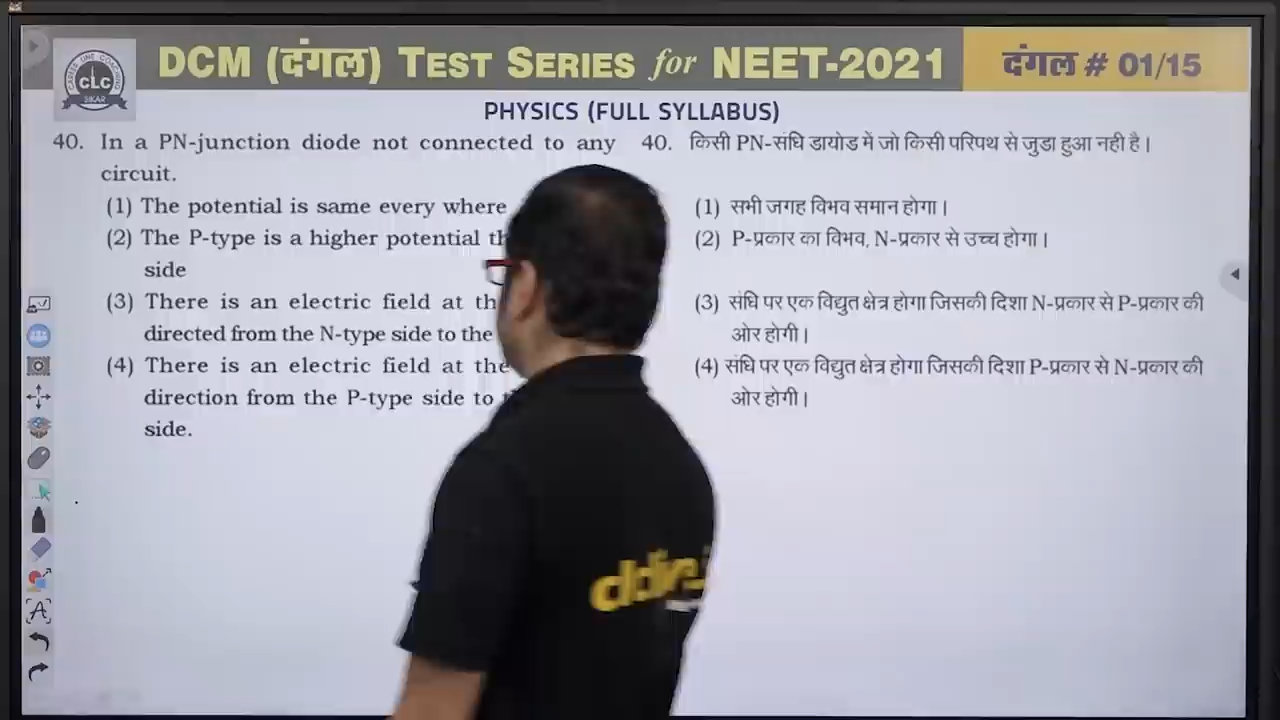 DCM (दंगल) TEST SERIES for NEET-2021
दंगल # 01/15
CLC
SIKAR
PHYSICS (FULL SYLLABUS)
40. In a PN-junction diode not connected to any
circuit.
(1) The potential is same every where
(2) The P-type is a higher potential
side
(3) There is an electric field at
directed from the N-type side to the
(4) There is an electric field at the
direction from the P-type side to
side.
40. किसी PN-संधि डायोड में जो किसी परिपथ से जुडा हुआ नही है।
(1) सभी जगह विभव समान होगा।
(2) P-प्रकार का विभव, N-प्रकार से उच्च होगा।
(3) संधि पर एक विद्युत क्षेत्र होगा जिसकी दिशा N-प्रकार से P-प्रकार की
ओर होगी।
(4) संधि पर एक विद्युत क्षेत्र होगा जिसकी दिशा P-प्रकार से N-प्रकार की
ओर होगी।